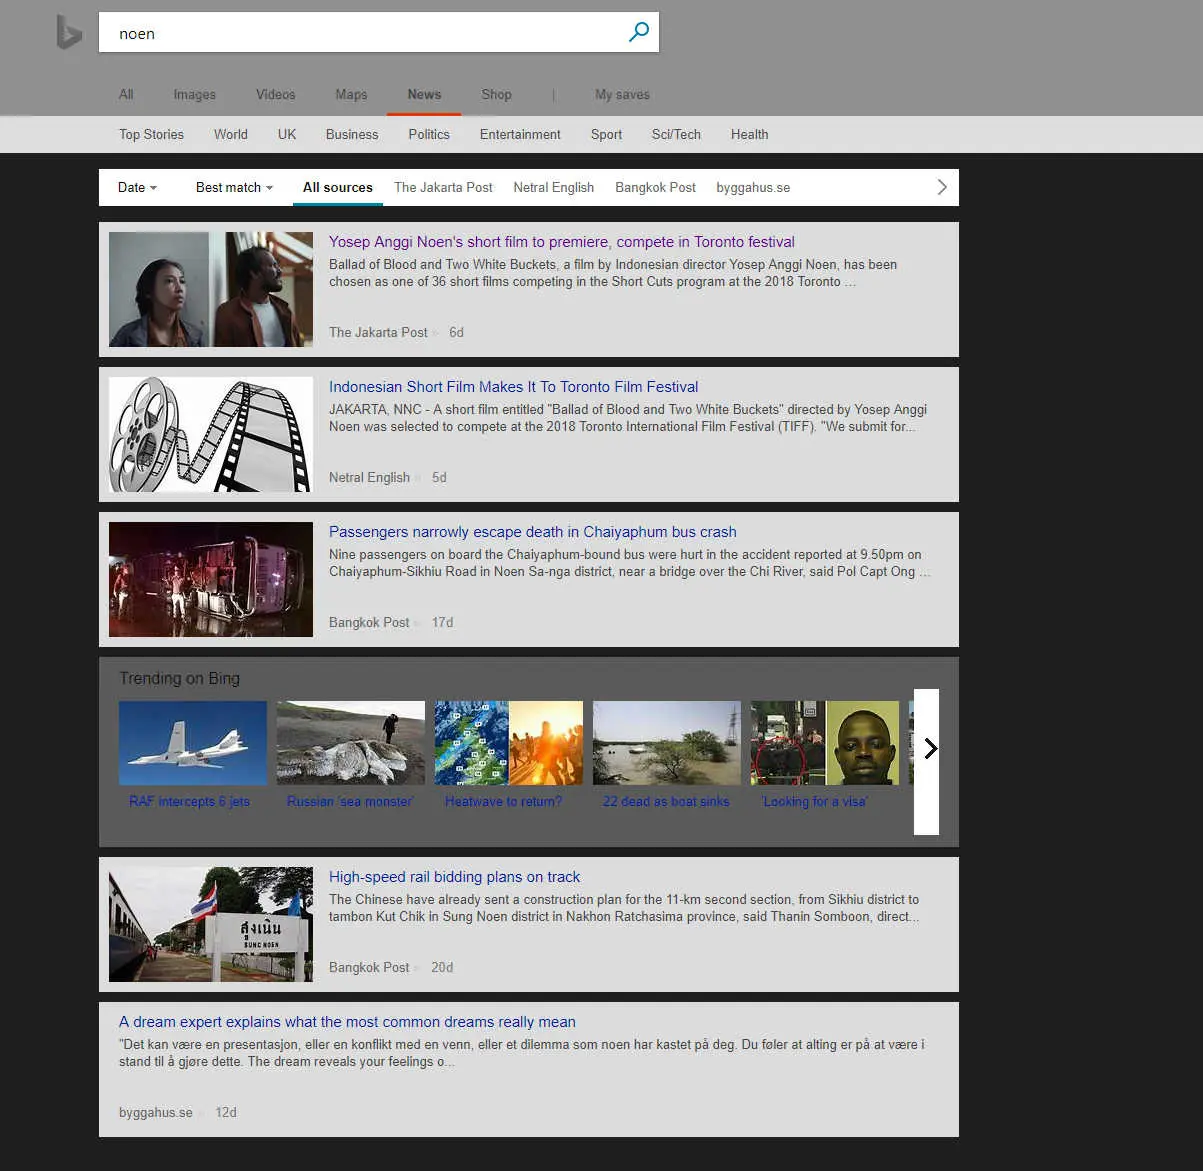 noen
All Images Videos Maps News Shop | My saves
Top Stories World UK Business Politics Entertainment Sport Sci/Tech Health
Date Best match All sources The Jakarta Post Netral English Bangkok Post byggahus.se
Yosep Anggi Noen's short film to premiere, compete in Toronto festival
Ballad of Blood and Two White Buckets, a film by Indonesian director Yosep Anggi Noen, has been
chosen as one of 36 short films competing in the Short Cuts program at the 2018 Toronto ...
The Jakarta Post 6d
Indonesian Short Film Makes It To Toronto Film Festival
JAKARTA, NNC - A short film entitled "Ballad of Blood and Two White Buckets" directed by Yosep Anggi
Noen was selected to compete at the 2018 Toronto International Film Festival (TIFF). "We submit for...
Netral English 5d
Passengers narrowly escape death in Chaiyaphum bus crash
Nine passengers on board the Chaiyaphum-bound bus were hurt in the accident reported at 9.50pm on
Chaiyaphum-Sikhiu Road in Noen Sa-nga district, near a bridge over the Chi River, said Pol Capt Ong ...
Bangkok Post 17d
Trending on Bing
RAF intercepts 6 jets
Russian 'sea monster'
Heatwave to return?
22 dead as boat sinks
'Looking for a visa'
High-speed rail bidding plans on track
The Chinese have already sent a construction plan for the 11-km second section, from Sikhiu district to
tambon Kut Chik in Sung Noen district in Nakhon Ratchasima province, said Thanin Somboon, direct...
สูงเนิน
SUNG NOEN
Bangkok Post 20d
A dream expert explains what the most common dreams really mean
"Det kan være en presentasjon, eller en konflikt med en venn, eller et dilemma som noen har kastet på deg. Du føler at alting er på at være i
stand til å gjøre dette. The dream reveals your feelings o...
byggahus.se 12d